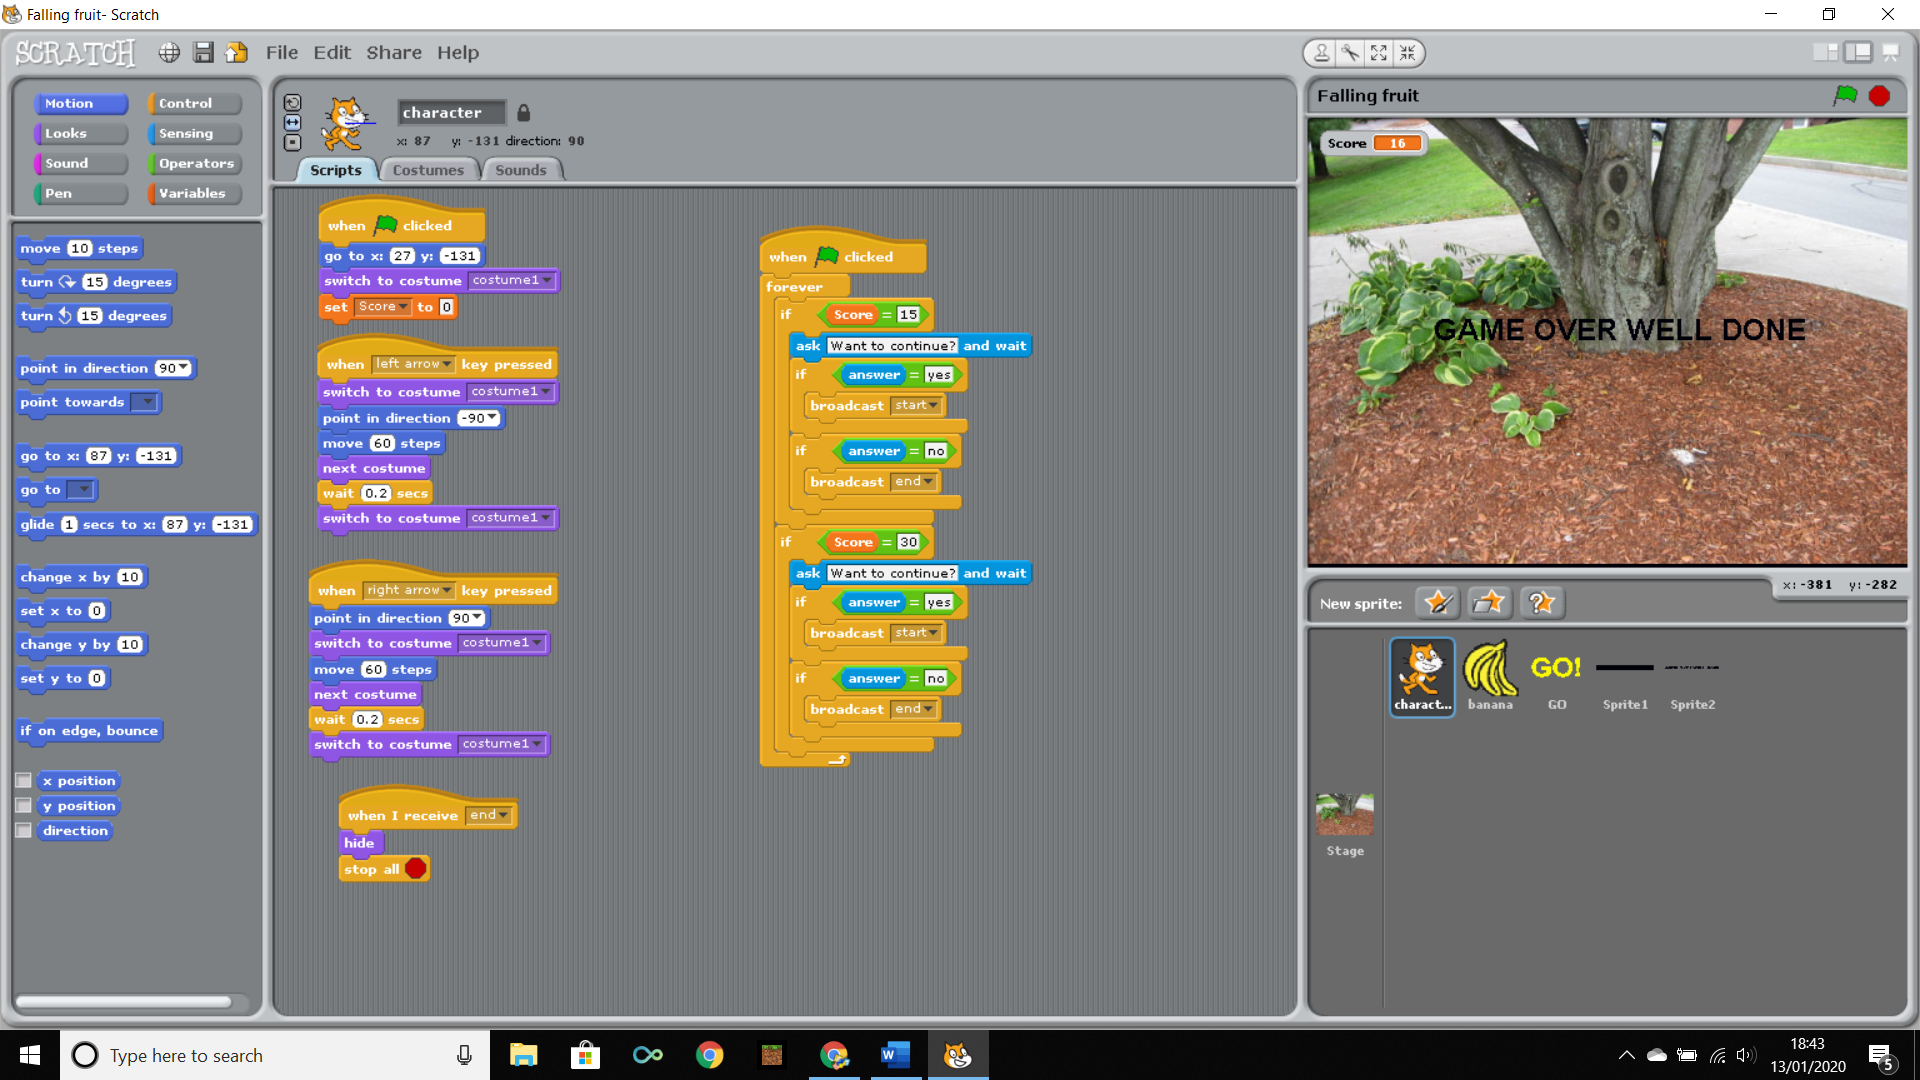 Falling fruit- Scratch
SCRATCH
File Edit Share Help
Motion Control
Looks Sensing
Sound Operators
Pen Variables
move 10 steps
turn 15 degrees
turn 15 degrees
point in direction 90
point towards
go to x: 87 y: -131
go to
glide 1 secs to x: 87 y: -131
change x by 10
set x to 0
change y by 10
set y to 0
if on edge, bounce
x position
y position
direction
character
x: 87 y: -131 direction: 90
Scripts Costumes Sounds
when clicked
go to x: 27 y: -131
switch to costume costume1
set Score to 0
when left arrow key pressed
switch to costume costume1
point in direction -90
move 60 steps
next costume
wait 0.2 secs
switch to costume costume1
when right arrow key pressed
point in direction 90
switch to costume costume1
move 60 steps
next costume
wait 0.2 secs
switch to costume costume1
when I receive end
hide
stop all
when clicked
forever
if Score = 15
ask Want to continue? and wait
if answer = yes
broadcast start
if answer = no
broadcast end
if Score = 30
ask Want to continue? and wait
if answer = yes
broadcast start
if answer = no
broadcast end
Falling fruit
Score 16
GAME OVER WELL DONE
x: -381 y: -282
New sprite:
GO!
charact... banana GO Sprite1 Sprite2
Stage
Type here to search
W
18:43
13/01/2020
5